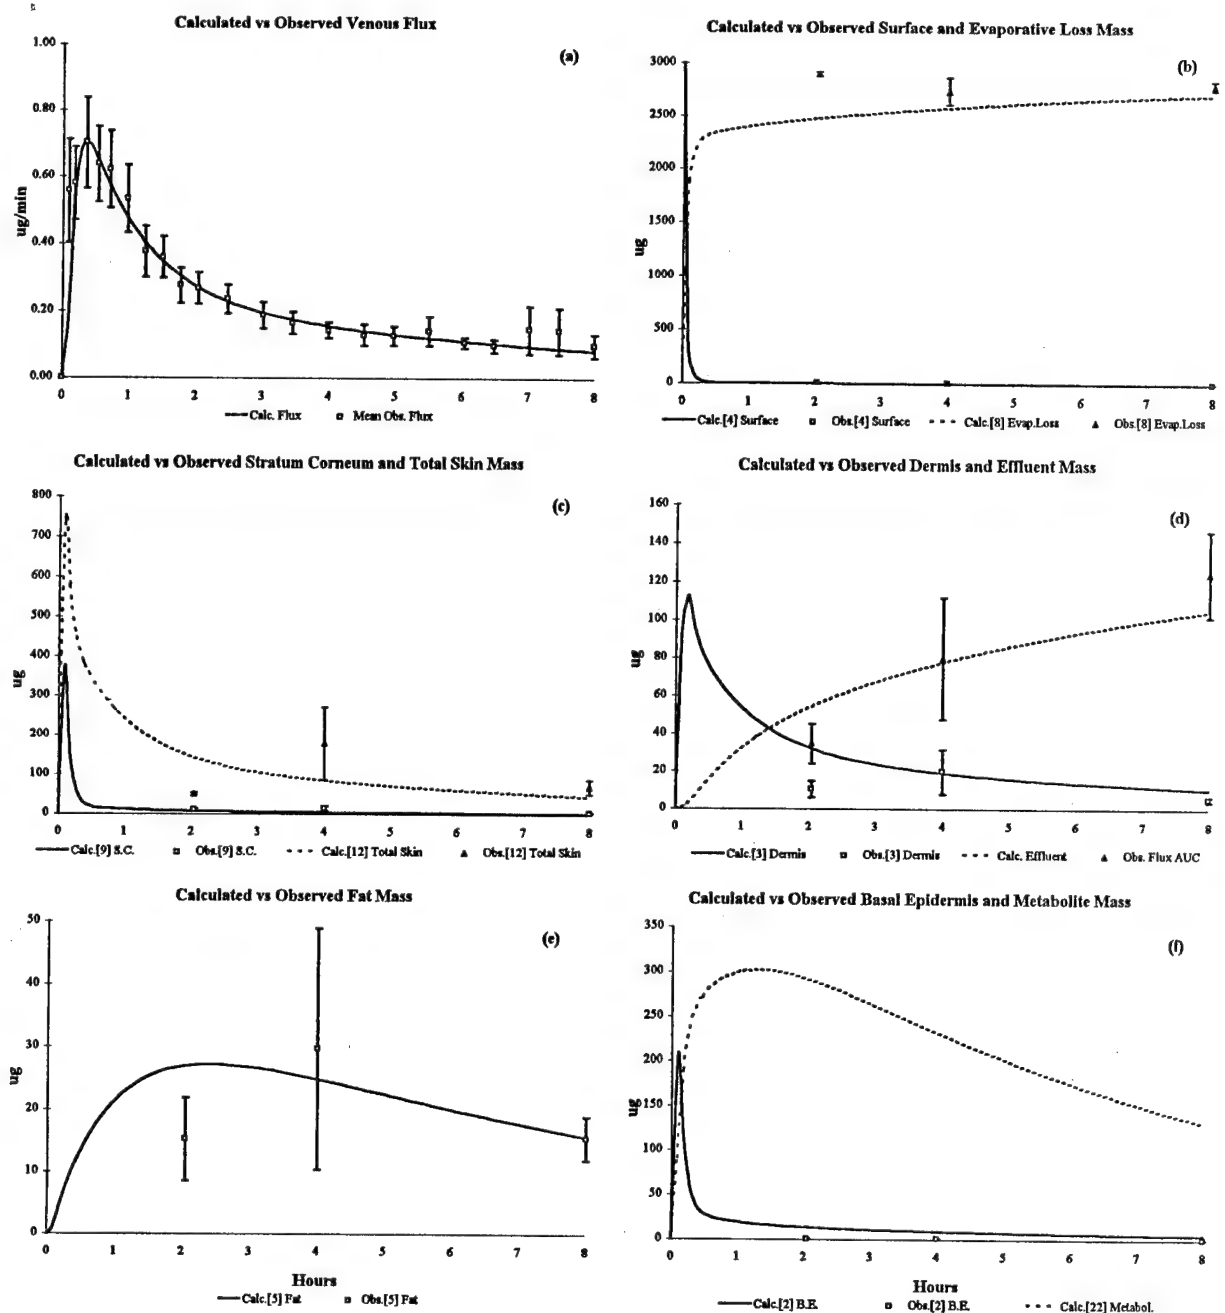 Calculated vs Observed Venous Flux
(a)
1.00
0.80
0.60
0.40
0.20
0.00
ug/min
0 1 2 3 4 5 6 7 8
Calc. Flux Mean Obs. Flux
Calculated vs Observed Surface and Evaporative Loss Mass
(b)
3000
2500
2000
1500
1000
500
0
ug
0 1 2 3 4 5 6 7 8
Calc.[4] Surface Obs.[4] Surface Calc.[8] Evap.Loss Obs.[8] Evap.Loss
Calculated vs Observed Stratum Corneum and Total Skin Mass
(c)
800
700
600
500
400
300
200
100
0
ug
0 1 2 3 4 5 6 7 8
Calc.[9] S.C. Obs.[9] S.C. Calc.[12] Total Skin Obs.[12] Total Skin
Calculated vs Observed Dermis and Effluent Mass
(d)
160
140
120
100
80
60
40
20
0
ug
0 1 2 3 4 5 6 7 8
Calc.[3] Dermis Obs.[3] Dermis Calc. Effluent Obs. Flux AUC
Calculated vs Observed Fat Mass
(e)
50
40
30
20
10
0
ug
0 1 2 3 4 5 6 7 8
Hours
Calc.[5] Fat Obs.[5] Fat
Calculated vs Observed Basal Epidermis and Metabolite Mass
(f)
350
300
250
200
150
100
50
0
ug
0 1 2 3 4 5 6 7 8
Hours
Calc.[2] B.E. Obs.[2] B.E. Calc.[22] Metabol.